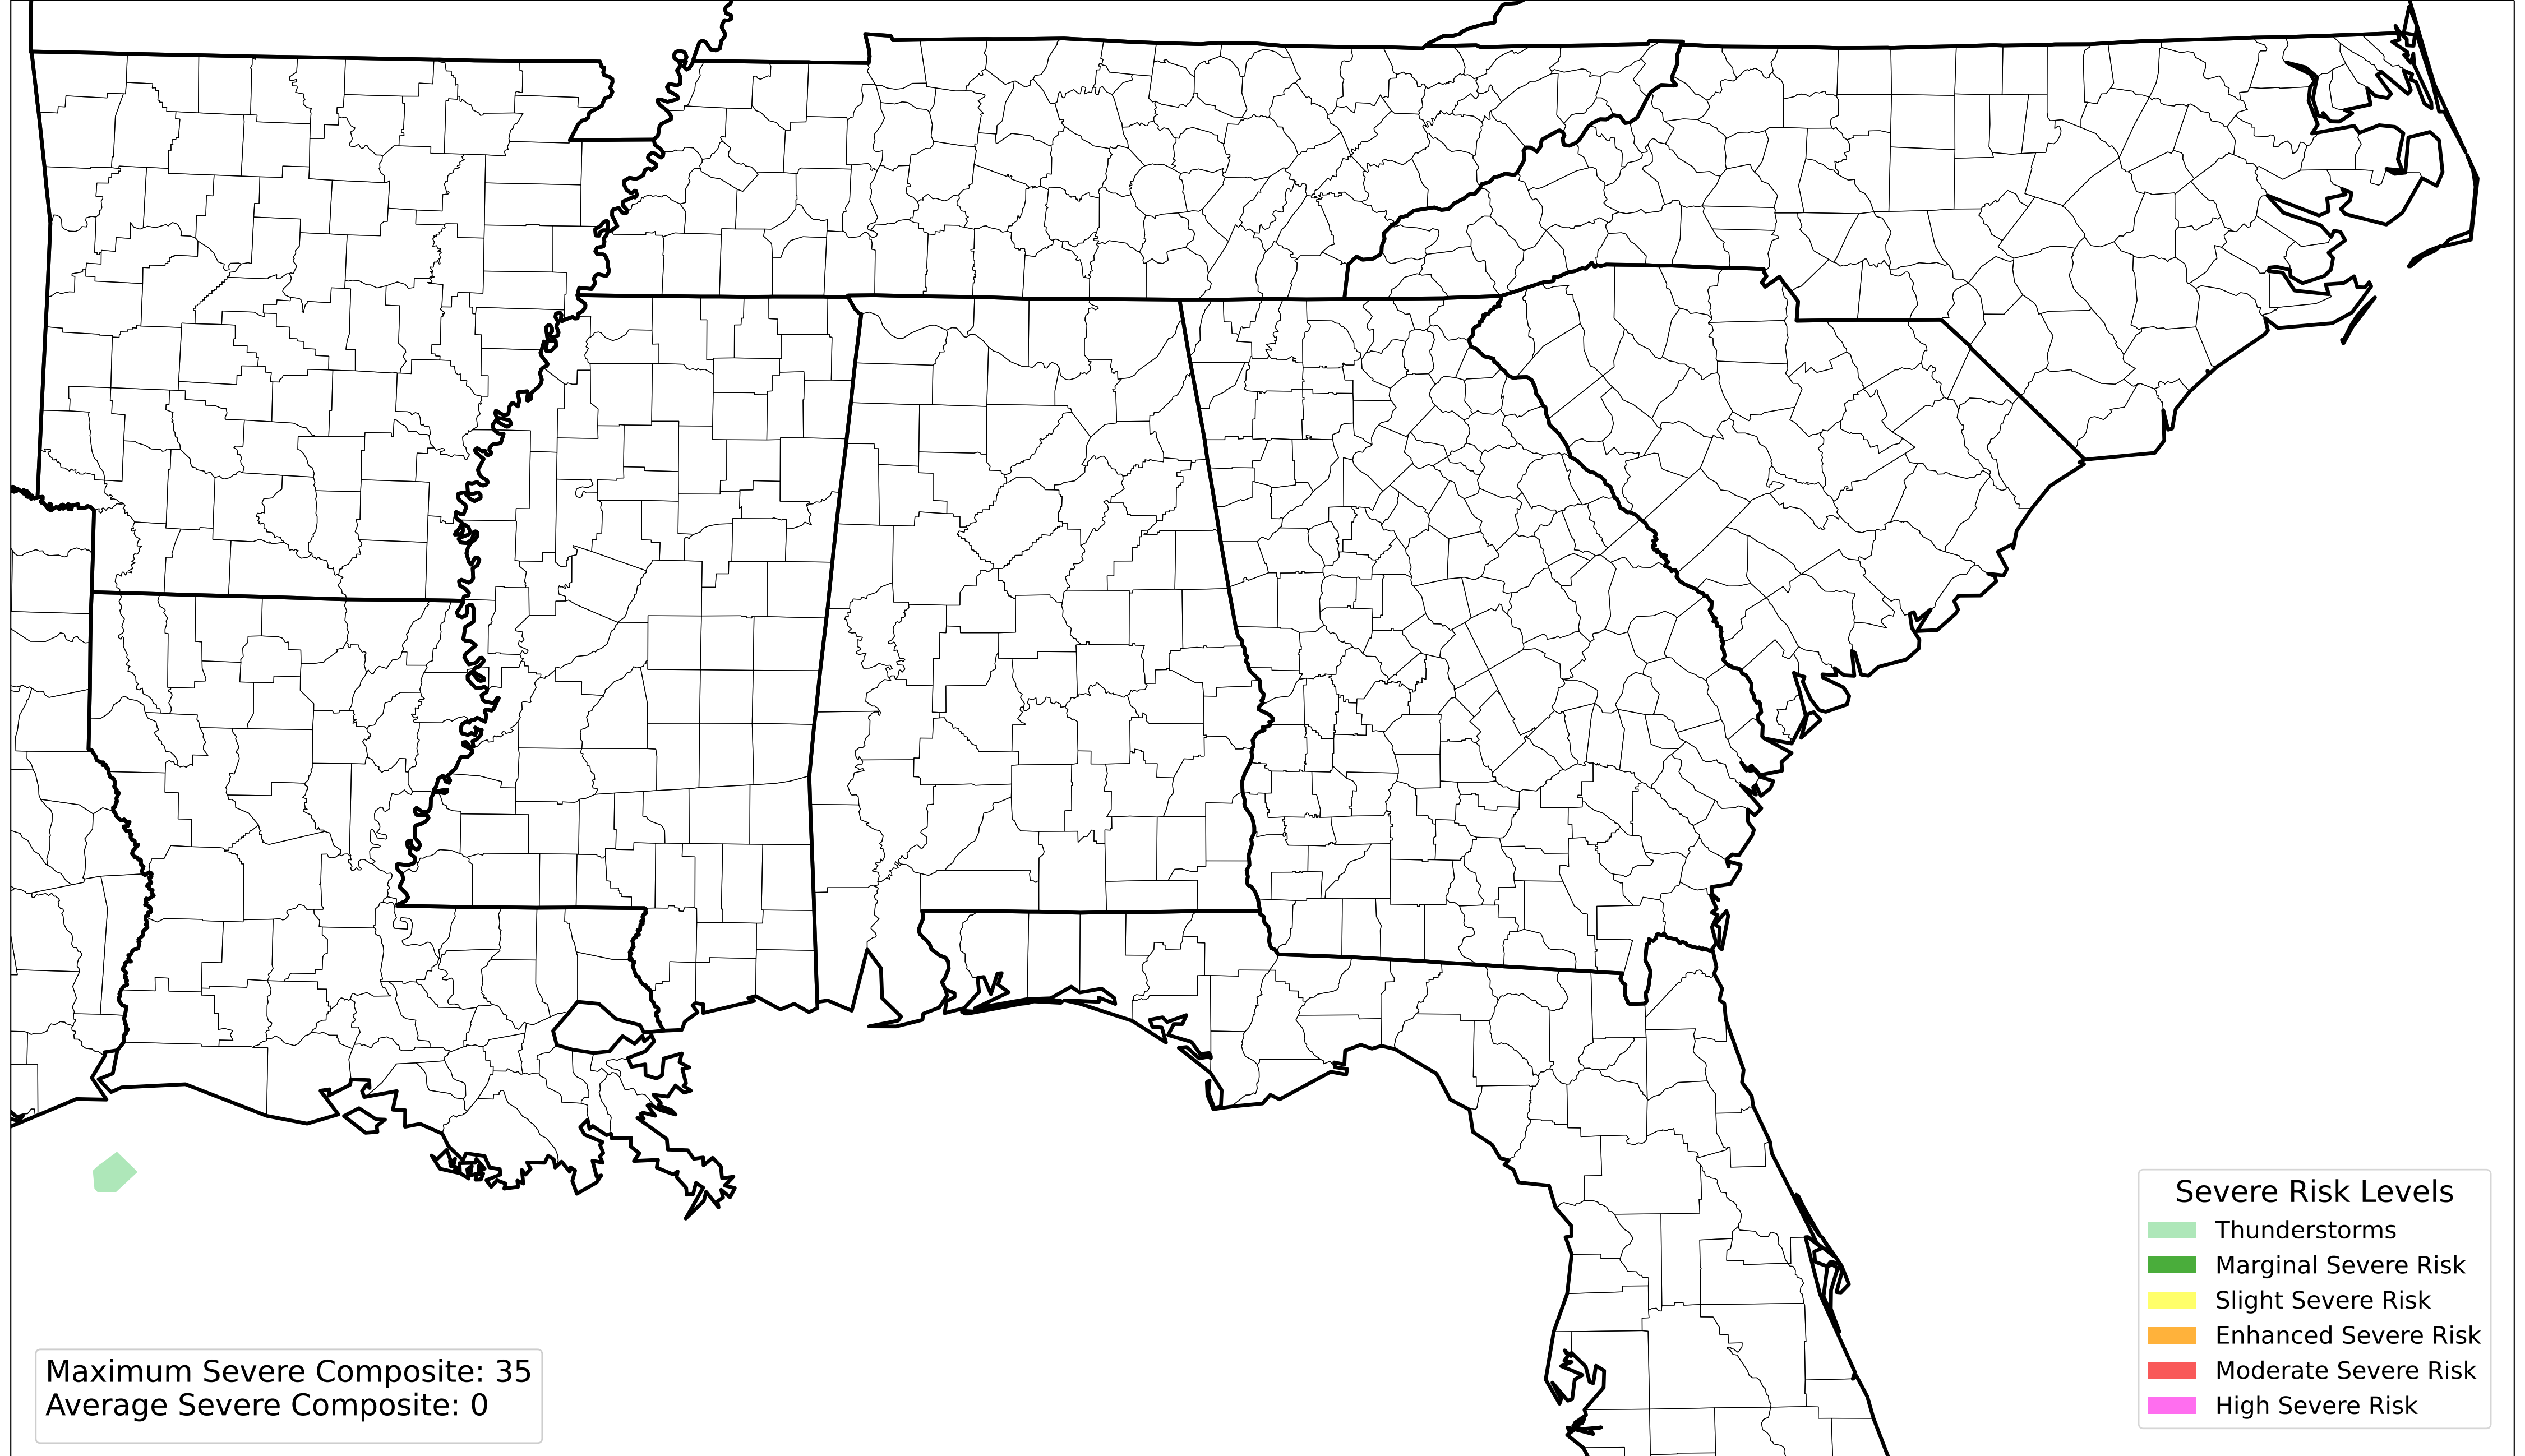 Maximum Severe Composite: 35
Average Severe Composite: 0
Severe Risk Levels
Thunderstorms
Marginal Severe Risk
Slight Severe Risk
Enhanced Severe Risk
Moderate Severe Risk
High Severe Risk